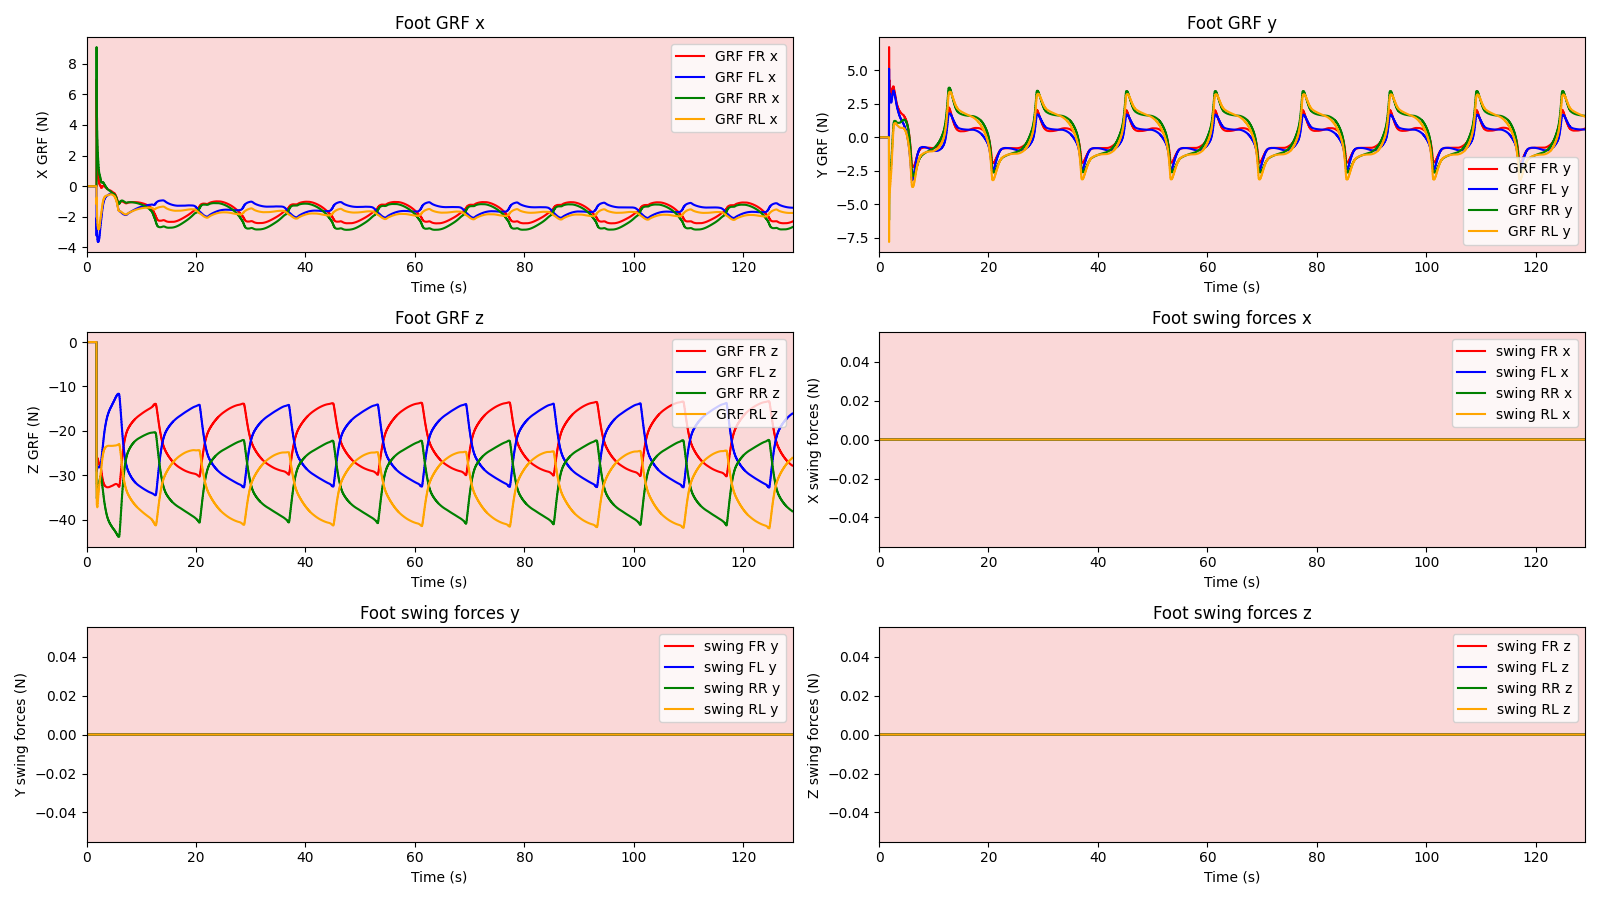 Foot GRF x
X GRF (N)
8
6
4
2
0
−2
−4
0 20 40 60 80 100 120
Time (s)
GRF FR x
GRF FL x
GRF RR x
GRF RL x
Foot GRF y
Y GRF (N)
5.0
2.5
0.0
−2.5
−5.0
−7.5
0 20 40 60 80 100 120
Time (s)
GRF FR y
GRF FL y
GRF RR y
GRF RL y
Foot GRF z
Z GRF (N)
0
−10
−20
−30
−40
0 20 40 60 80 100 120
Time (s)
GRF FR z
GRF FL z
GRF RR z
GRF RL z
Foot swing forces x
X swing forces (N)
0.04
0.02
0.00
−0.02
−0.04
0 20 40 60 80 100 120
Time (s)
swing FR x
swing FL x
swing RR x
swing RL x
Foot swing forces y
Y swing forces (N)
0.04
0.02
0.00
−0.02
−0.04
0 20 40 60 80 100 120
Time (s)
swing FR y
swing FL y
swing RR y
swing RL y
Foot swing forces z
Z swing forces (N)
0.04
0.02
0.00
−0.02
−0.04
0 20 40 60 80 100 120
Time (s)
swing FR z
swing FL z
swing RR z
swing RL z